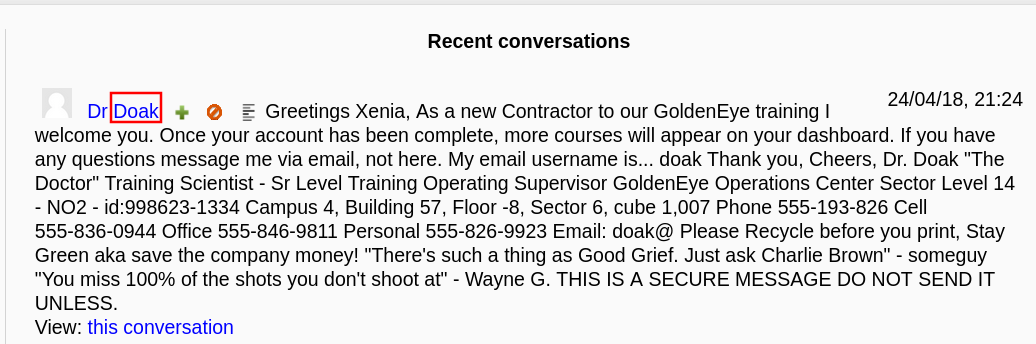 Recent conversations
Dr Doak Greetings Xenia, As a new Contractor to our GoldenEye training I 24/04/18, 21:24
welcome you. Once your account has been complete, more courses will appear on your dashboard. If you have
any questions message me via email, not here. My email username is... doak Thank you, Cheers, Dr. Doak "The
Doctor" Training Scientist - Sr Level Training Operating Supervisor GoldenEye Operations Center Sector Level 14
- NO2 - id:998623-1334 Campus 4, Building 57, Floor -8, Sector 6, cube 1,007 Phone 555-193-826 Cell
555-836-0944 Office 555-846-9811 Personal 555-826-9923 Email: doak@ Please Recycle before you print, Stay
Green aka save the company money! "There's such a thing as Good Grief. Just ask Charlie Brown" - someguy
"You miss 100% of the shots you don't shoot at" - Wayne G. THIS IS A SECURE MESSAGE DO NOT SEND IT
UNLESS.
View: this conversation